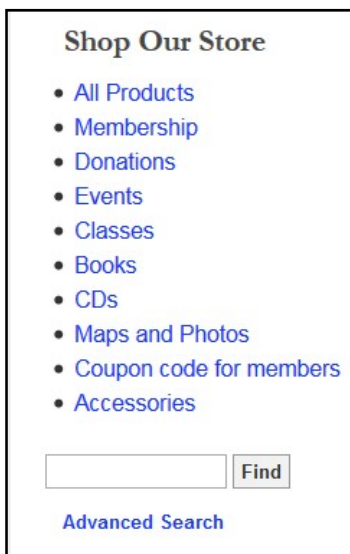 Shop Our Store
All Products
Membership
Donations
Events
Classes
Books
CDs
Maps and Photos
Coupon code for members
Accessories
Find
Advanced Search